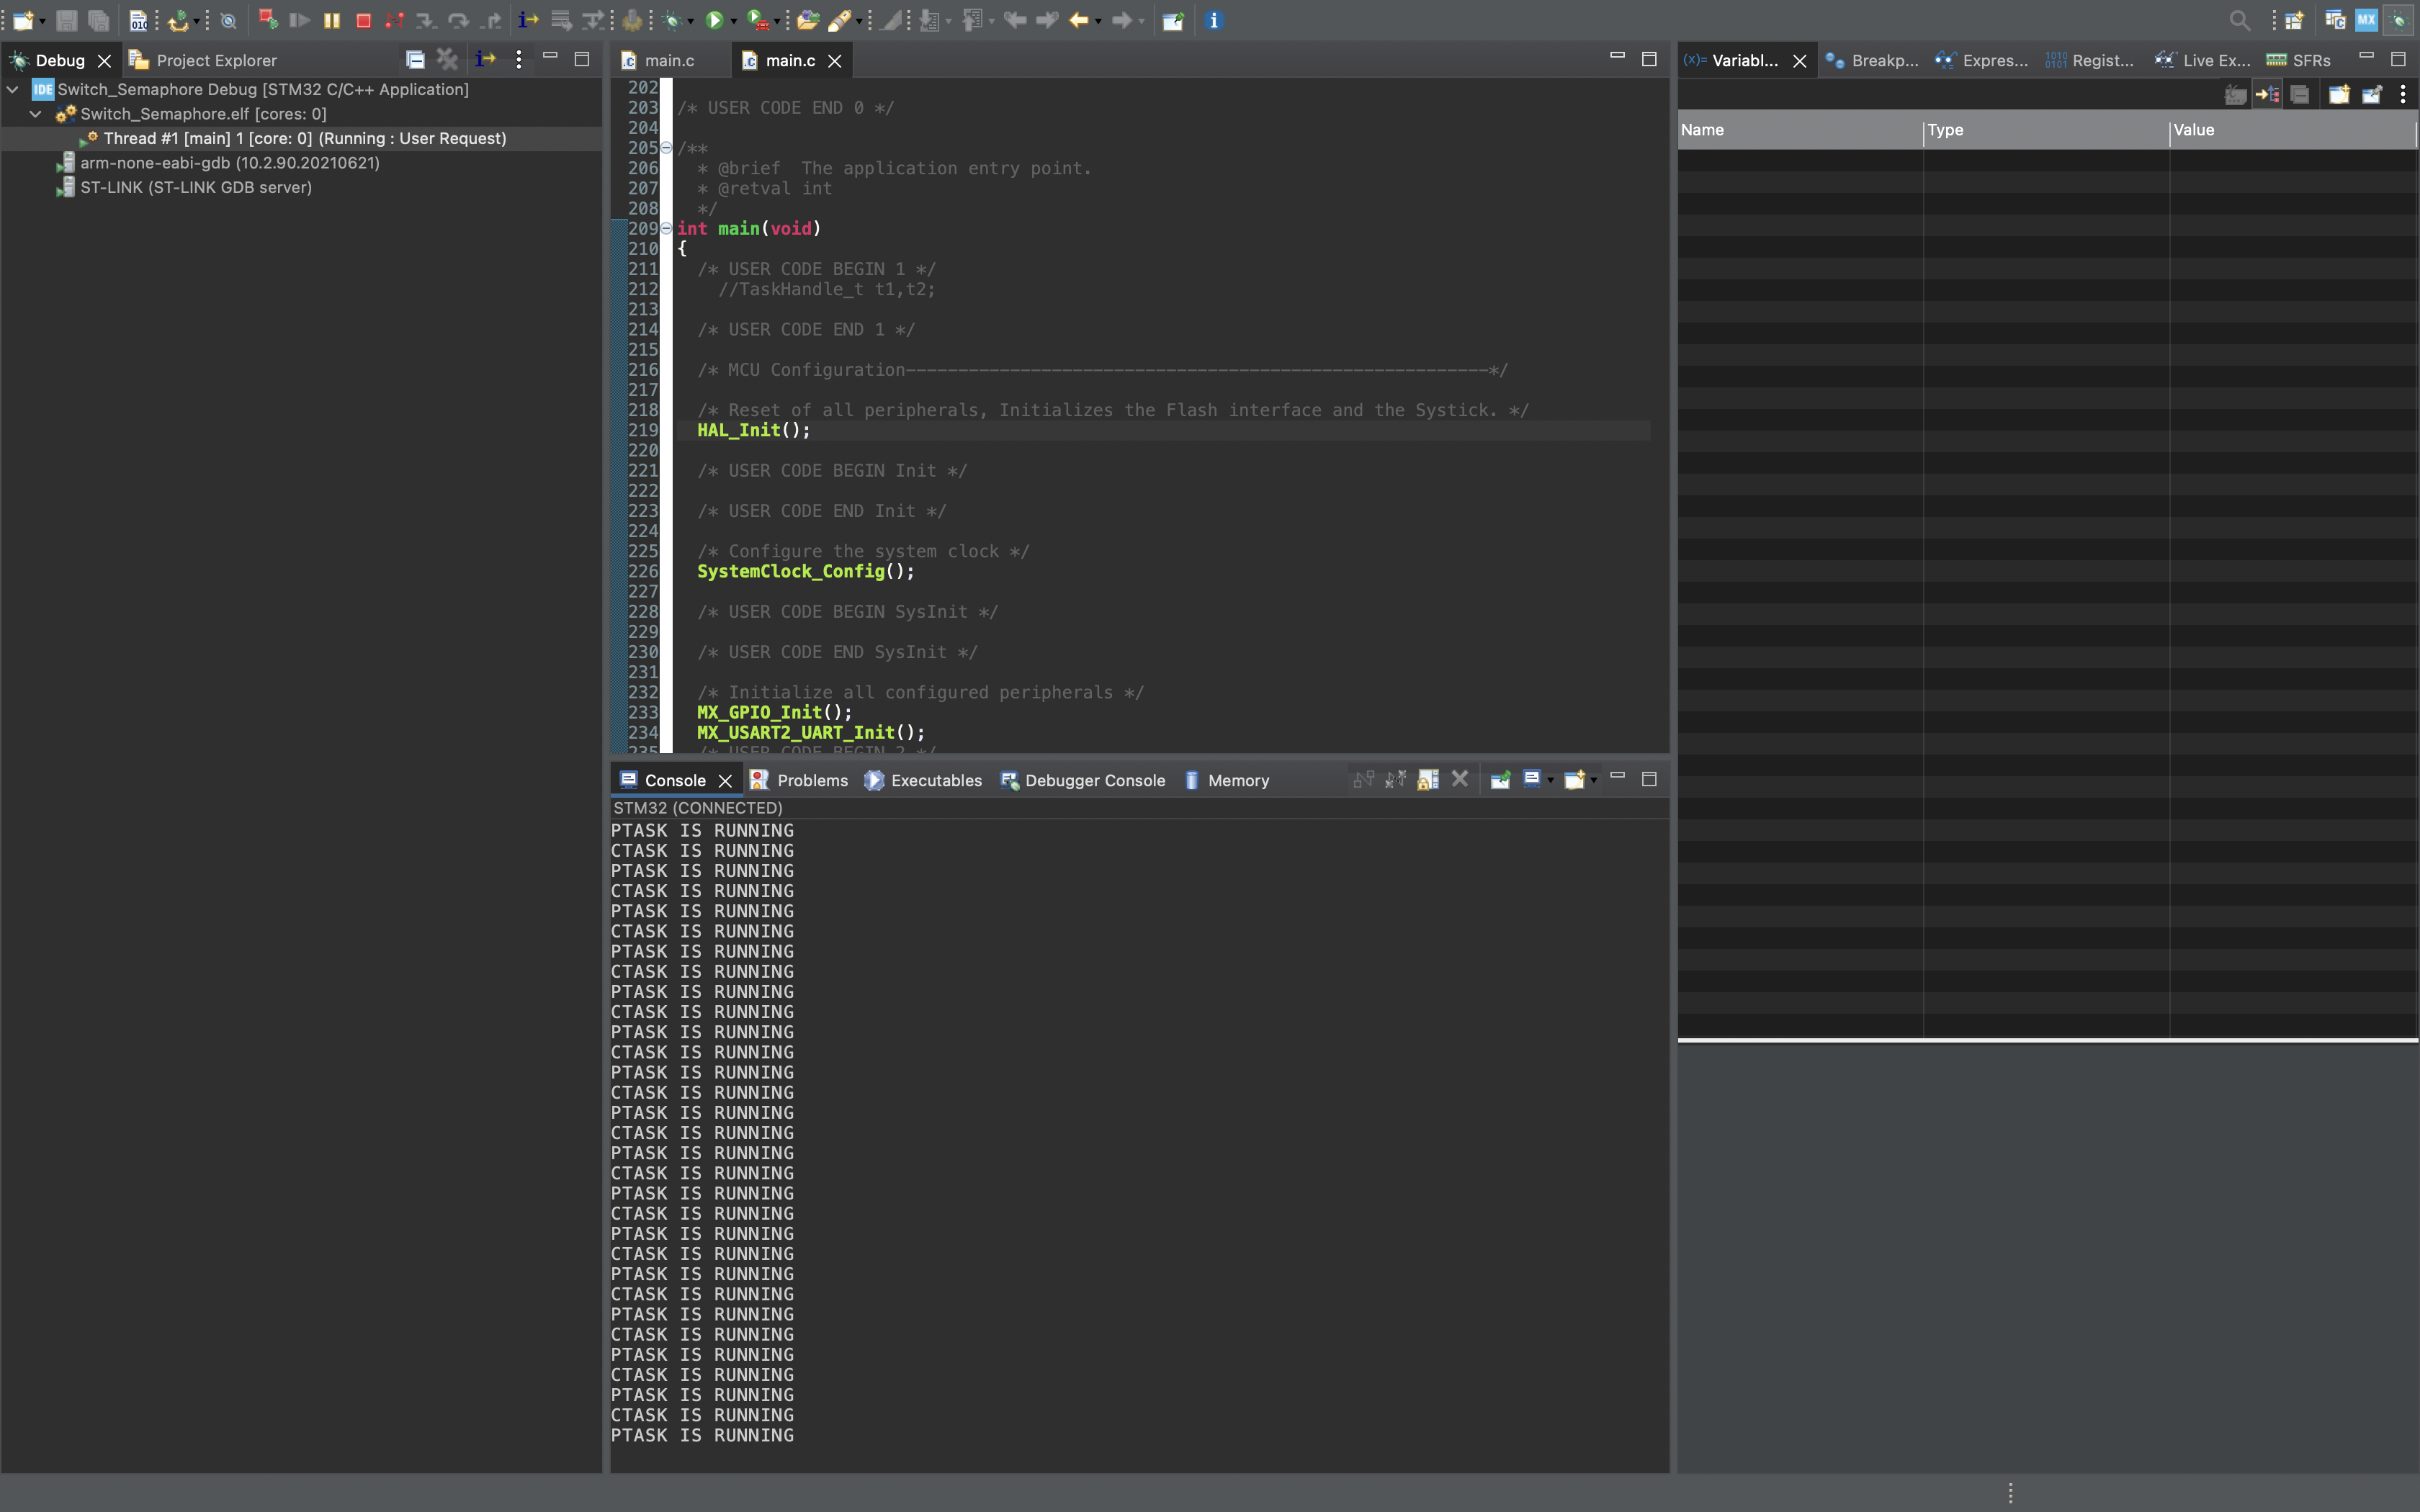 Debug
Project Explorer
Switch_Semaphore Debug [STM32 C/C++ Application]
Switch_Semaphore.elf [cores: 0]
Thread #1 [main] 1 [core: 0] (Running : User Request)
arm-none-eabi-gdb (10.2.90.20210621)
ST-LINK (ST-LINK GDB server)
main.c
main.c
202
203 /* USER CODE END 0 */
204
205 /**
206 * @brief  The application entry point.
207 * @retval int
208 */
209 int main(void)
210 {
211 /* USER CODE BEGIN 1 */
212 //TaskHandle_t t1,t2;
213
214 /* USER CODE END 1 */
215
216 /* MCU Configuration--------------------------------------------------------*/
217
218 /* Reset of all peripherals, Initializes the Flash interface and the Systick. */
219 HAL_Init();
220
221 /* USER CODE BEGIN Init */
222
223 /* USER CODE END Init */
224
225 /* Configure the system clock */
226 SystemClock_Config();
227
228 /* USER CODE BEGIN SysInit */
229
230 /* USER CODE END SysInit */
231
232 /* Initialize all configured peripherals */
233 MX_GPIO_Init();
234 MX_USART2_UART_Init();
235 /* USER CODE BEGIN 2 */
Console
Problems
Executables
Debugger Console
Memory
STM32 (CONNECTED)
PTASK IS RUNNING
CTASK IS RUNNING
PTASK IS RUNNING
CTASK IS RUNNING
PTASK IS RUNNING
CTASK IS RUNNING
PTASK IS RUNNING
CTASK IS RUNNING
PTASK IS RUNNING
CTASK IS RUNNING
PTASK IS RUNNING
CTASK IS RUNNING
PTASK IS RUNNING
CTASK IS RUNNING
PTASK IS RUNNING
CTASK IS RUNNING
PTASK IS RUNNING
CTASK IS RUNNING
PTASK IS RUNNING
CTASK IS RUNNING
PTASK IS RUNNING
CTASK IS RUNNING
PTASK IS RUNNING
CTASK IS RUNNING
PTASK IS RUNNING
CTASK IS RUNNING
PTASK IS RUNNING
CTASK IS RUNNING
PTASK IS RUNNING
CTASK IS RUNNING
PTASK IS RUNNING
MX
(x)= Variabl...
Breakp...
Expres...
1010 0101 Regist...
Live Ex...
SFRs
Name
Type
Value